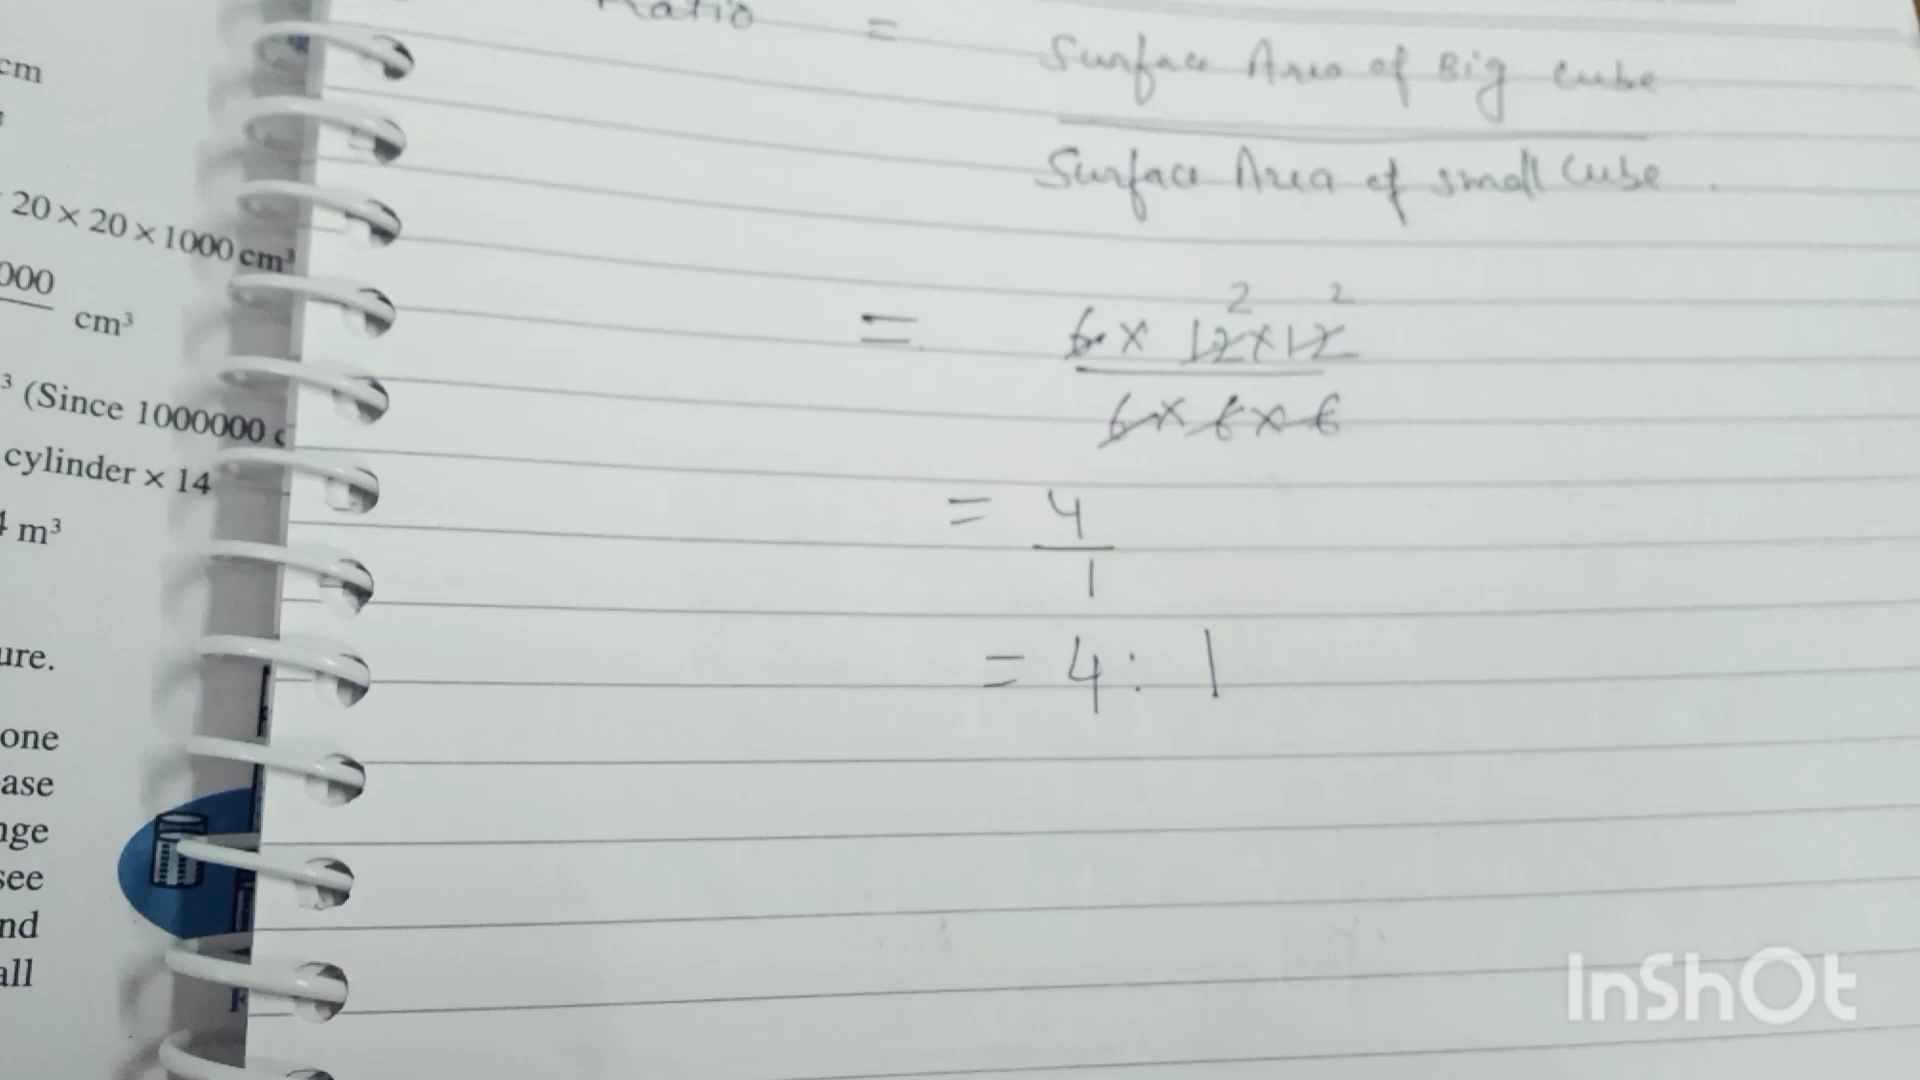 cm
20 × 20 × 1000 cm³
000
cm³
³ (Since 1000000 c
cylinder × 14
4 m³
ure.
one
ase
nge
see
nd
all
F
Ratio = Surface Area of Big Cube
Surface Area of small Cube.
2 2
= 6 × 12 × 12
6 × 6 × 6
= 4
1
= 4 : 1
InShOt